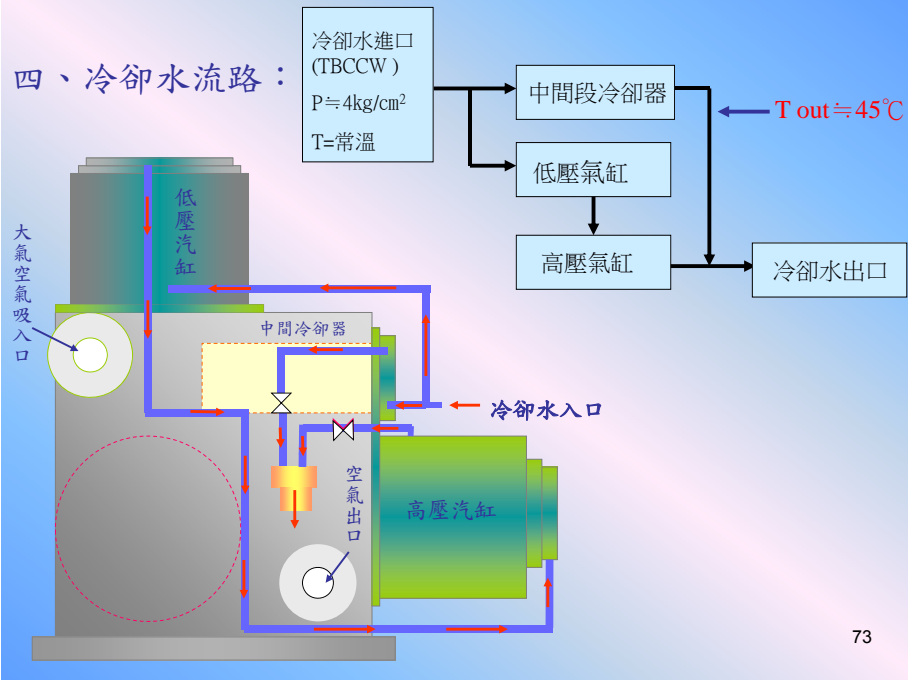 四、冷卻水流路：
冷卻水進口
(TBCCW )
P≒4kg/cm²
T=常溫
中間段冷卻器
T out≒45℃
低壓氣缸
高壓氣缸
冷卻水出口
低壓汽缸
大氣空氣吸入口
中間冷卻器
冷卻水入口
空氣出口
高壓汽缸
73